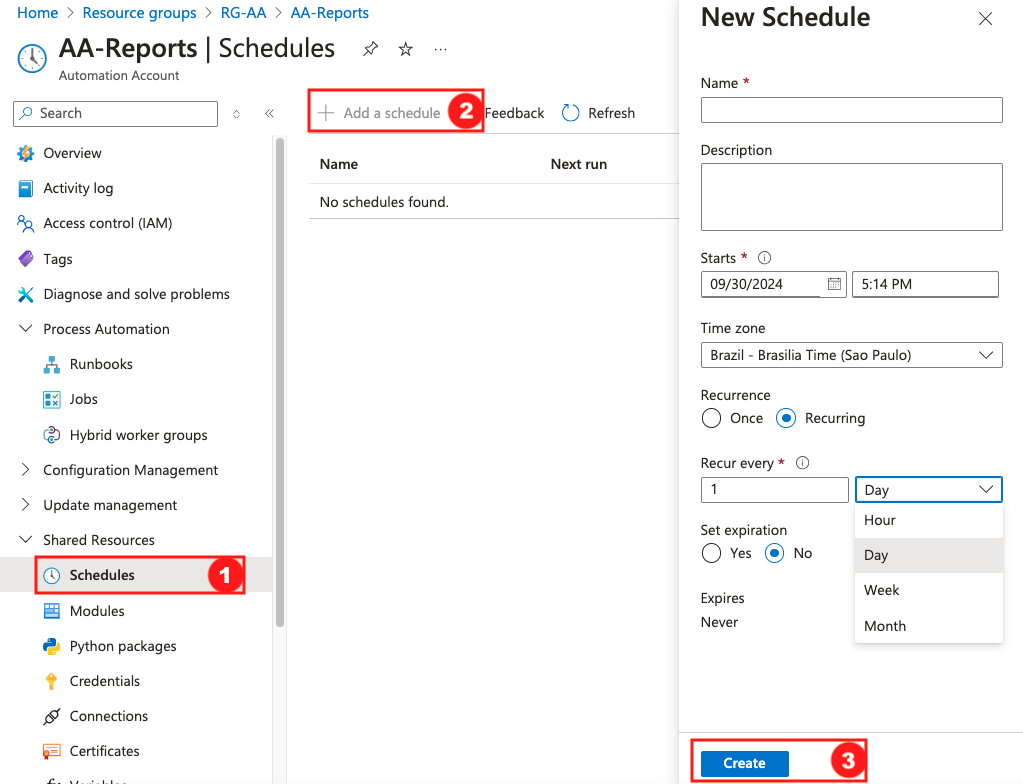 Home > Resource groups > RG-AA > AA-Reports
AA-Reports | Schedules
Automation Account
Search
Overview
Activity log
Access control (IAM)
Tags
Diagnose and solve problems
Process Automation
Runbooks
Jobs
Hybrid worker groups
Configuration Management
Update management
Shared Resources
Schedules 1
Modules
Python packages
Credentials
Connections
Certificates
Variables
Add a schedule 2 Feedback Refresh
Name Next run
No schedules found.
New Schedule
Name *
Description
Starts *
09/30/2024 5:14 PM
Time zone
Brazil - Brasilia Time (Sao Paulo)
Recurrence
Once Recurring
Recur every *
1 Day
Hour
Day
Week
Month
Set expiration
Yes No
Expires
Never
Create 3